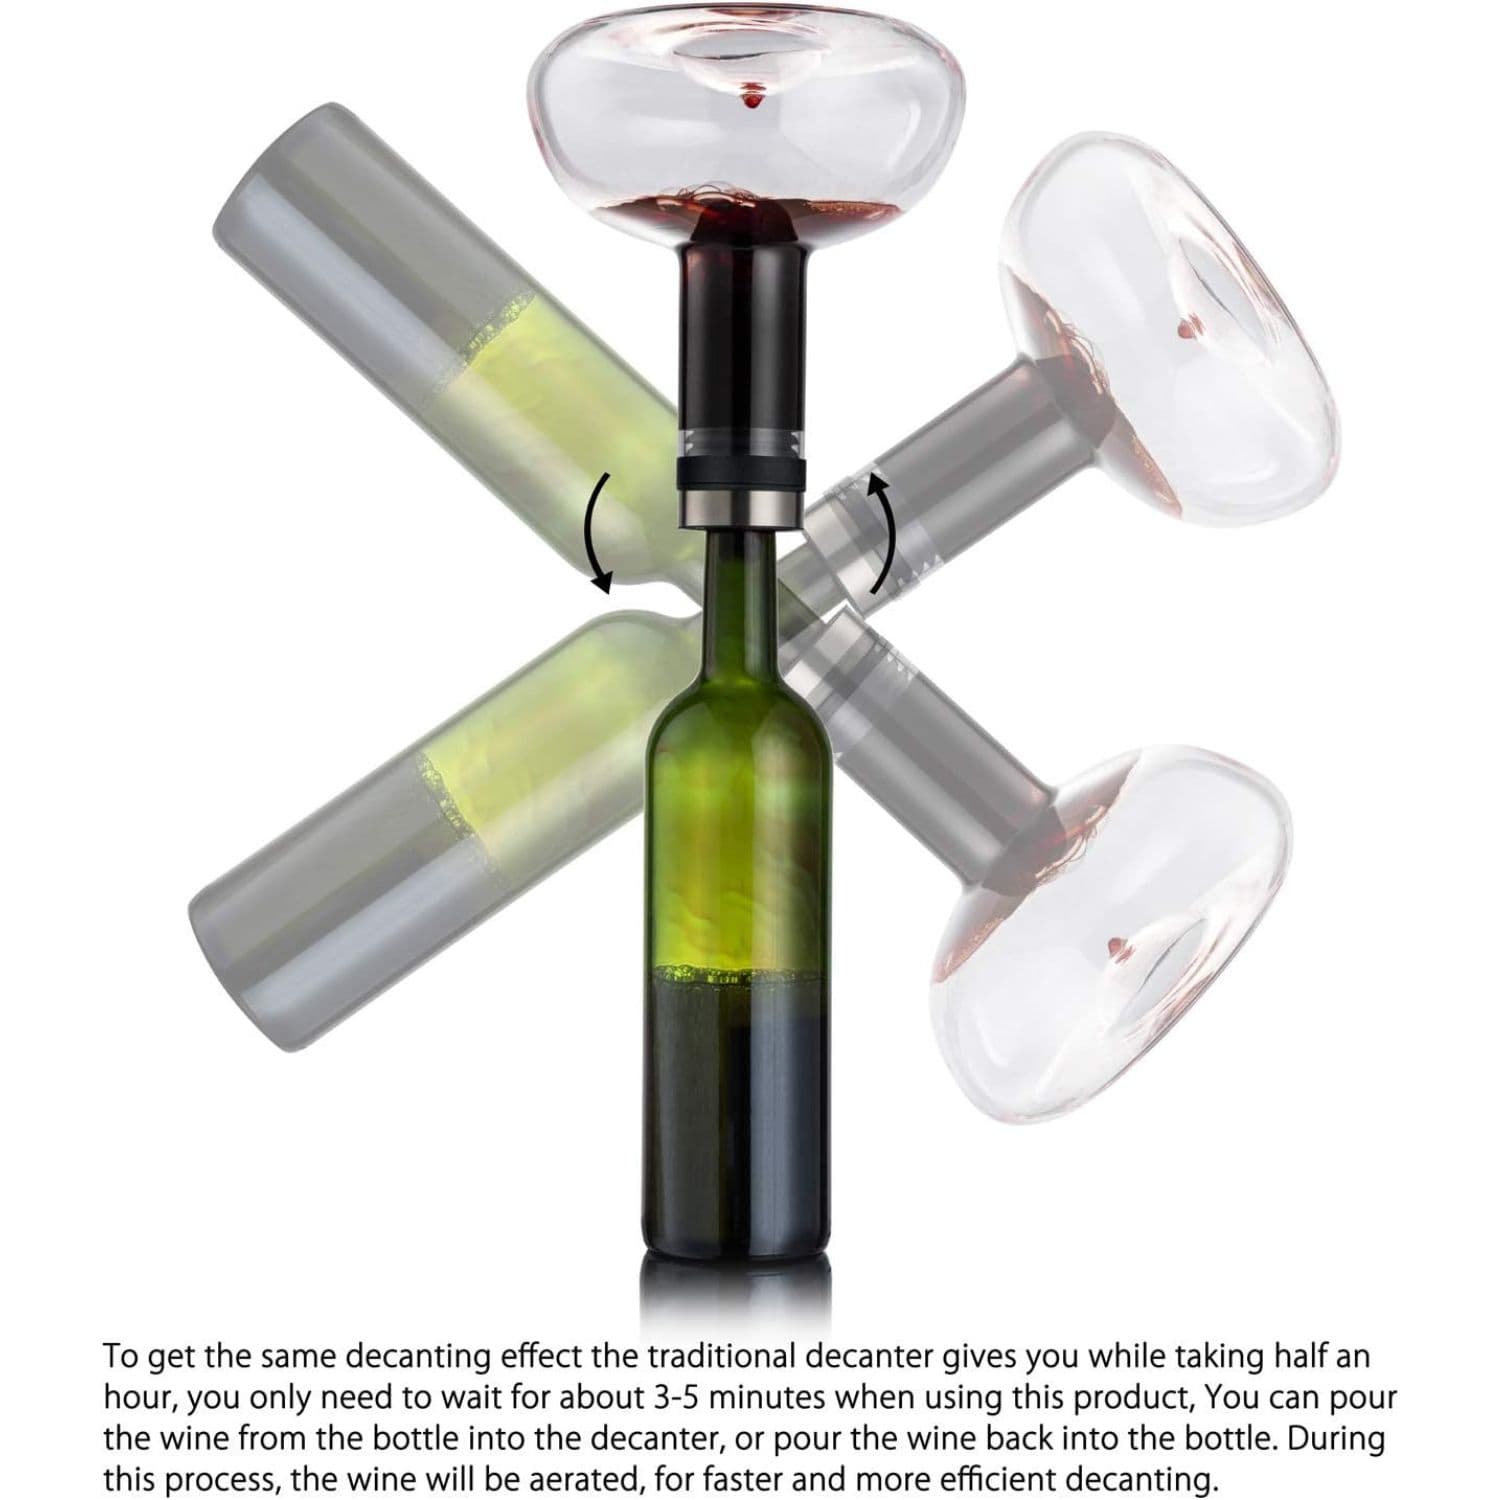 To get the same decanting effect the traditional decanter gives you while taking half an
hour, you only need to wait for about 3-5 minutes when using this product, You can pour
the wine from the bottle into the decanter, or pour the wine back into the bottle. During
this process, the wine will be aerated, for faster and more efficient decanting.